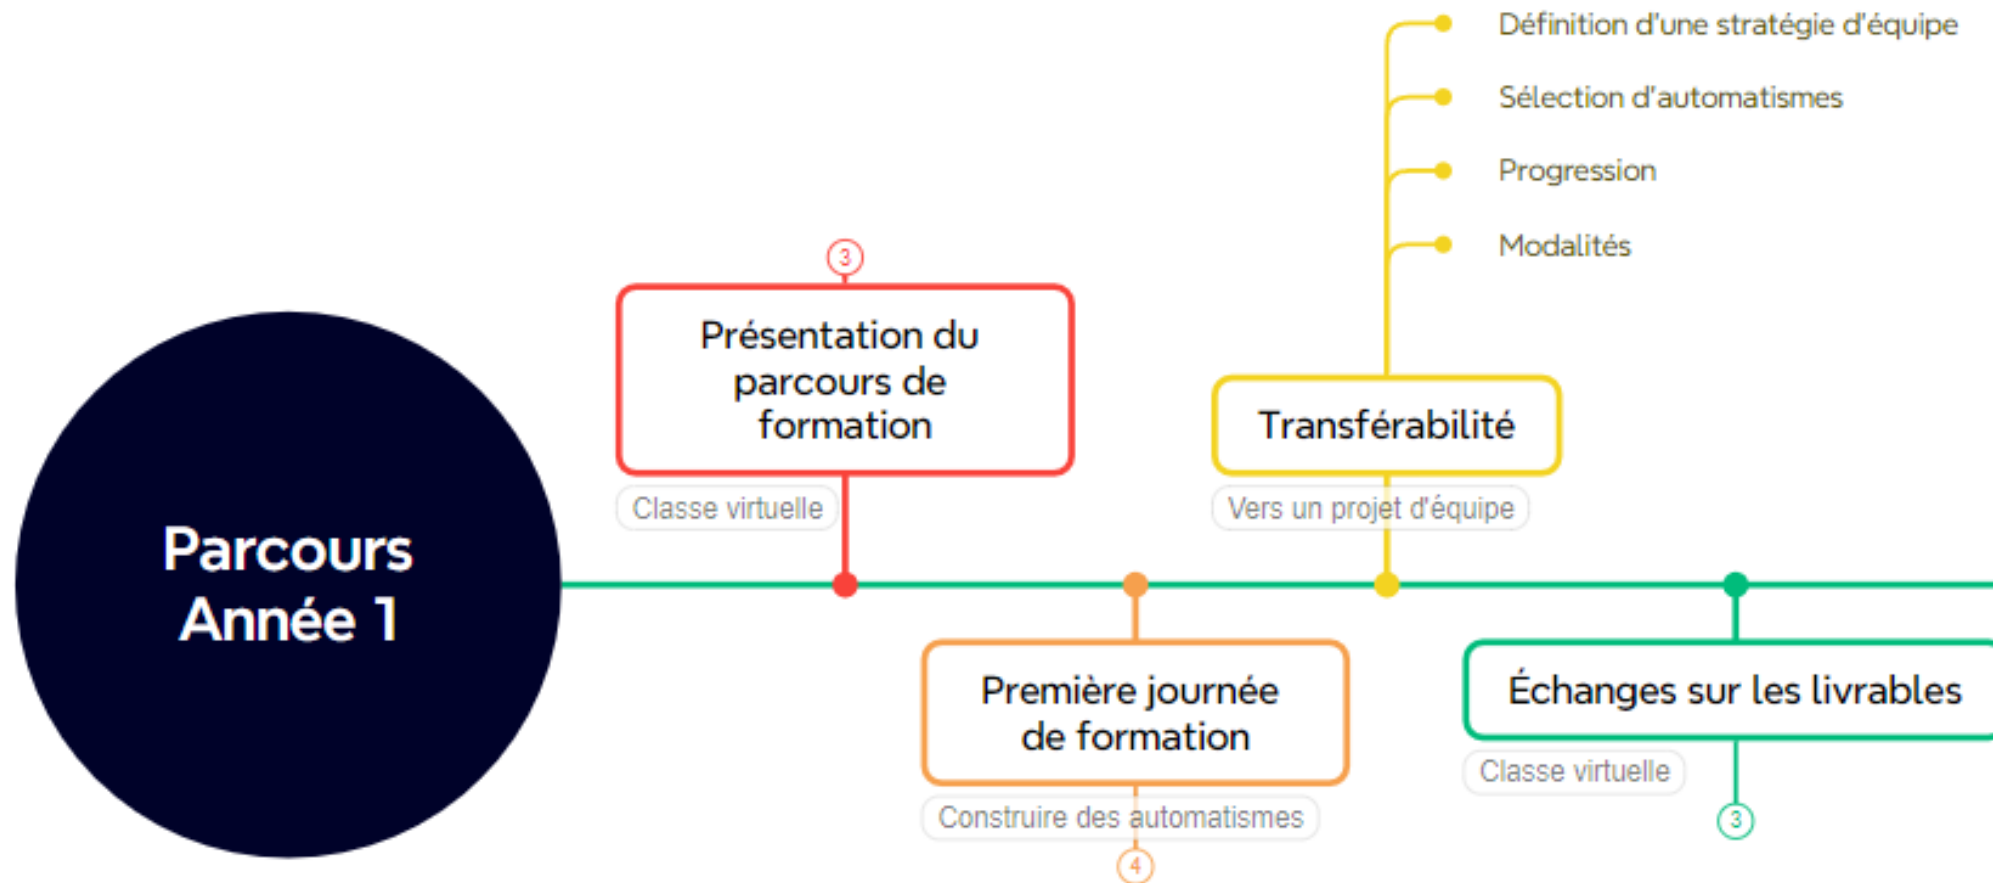 Parcours
Année 1
3
Présentation du
parcours de
formation
Classe virtuelle
Première journée
de formation
Construire des automatismes
4
Définition d'une stratégie d'équipe
Sélection d'automatismes
Progression
Modalités
Transférabilité
Vers un projet d'équipe
Échanges sur les livrables
Classe virtuelle
3